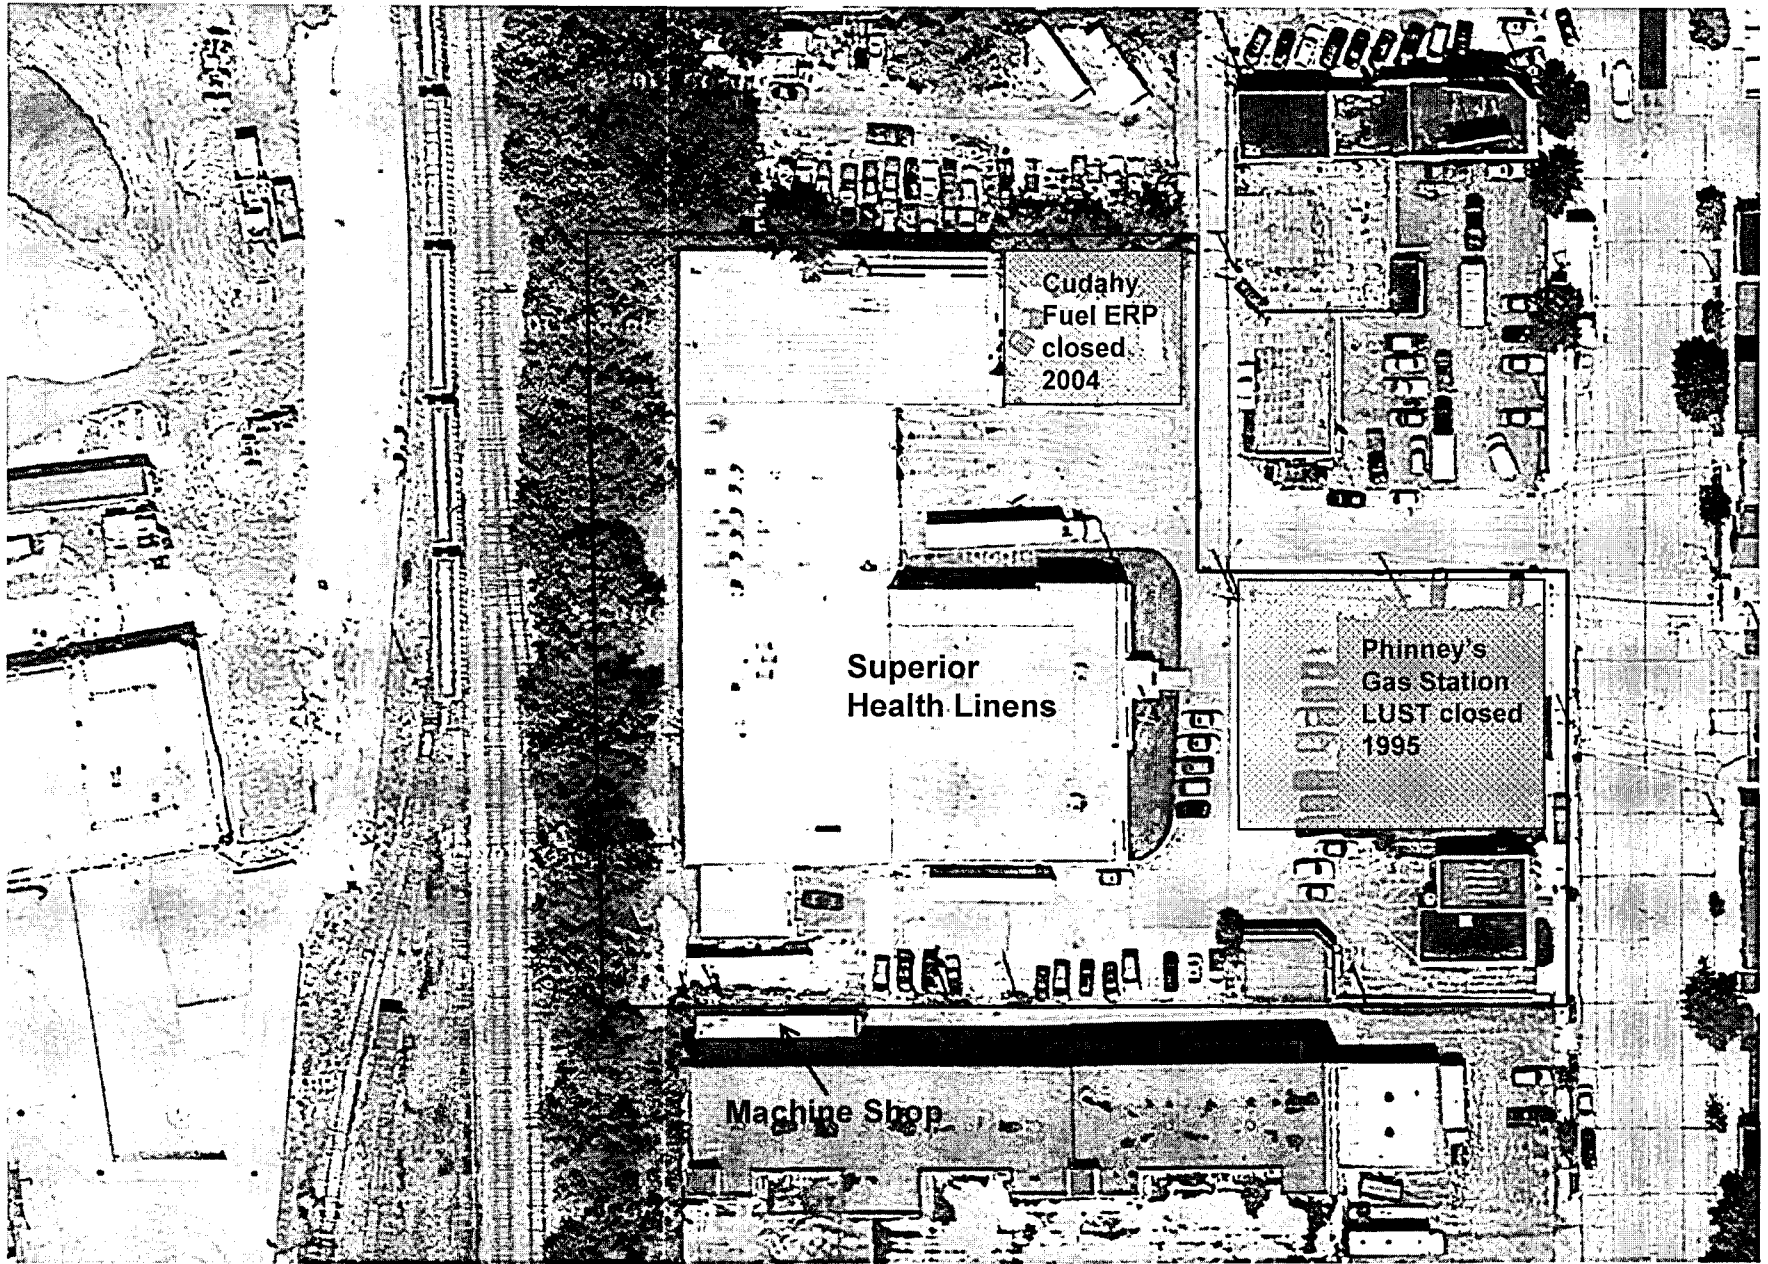 Cudahy
Fuel ERP
closed
2004
Superior
Health Linens
Phinney's
Gas Station
LUST closed
1995
Machine Shop